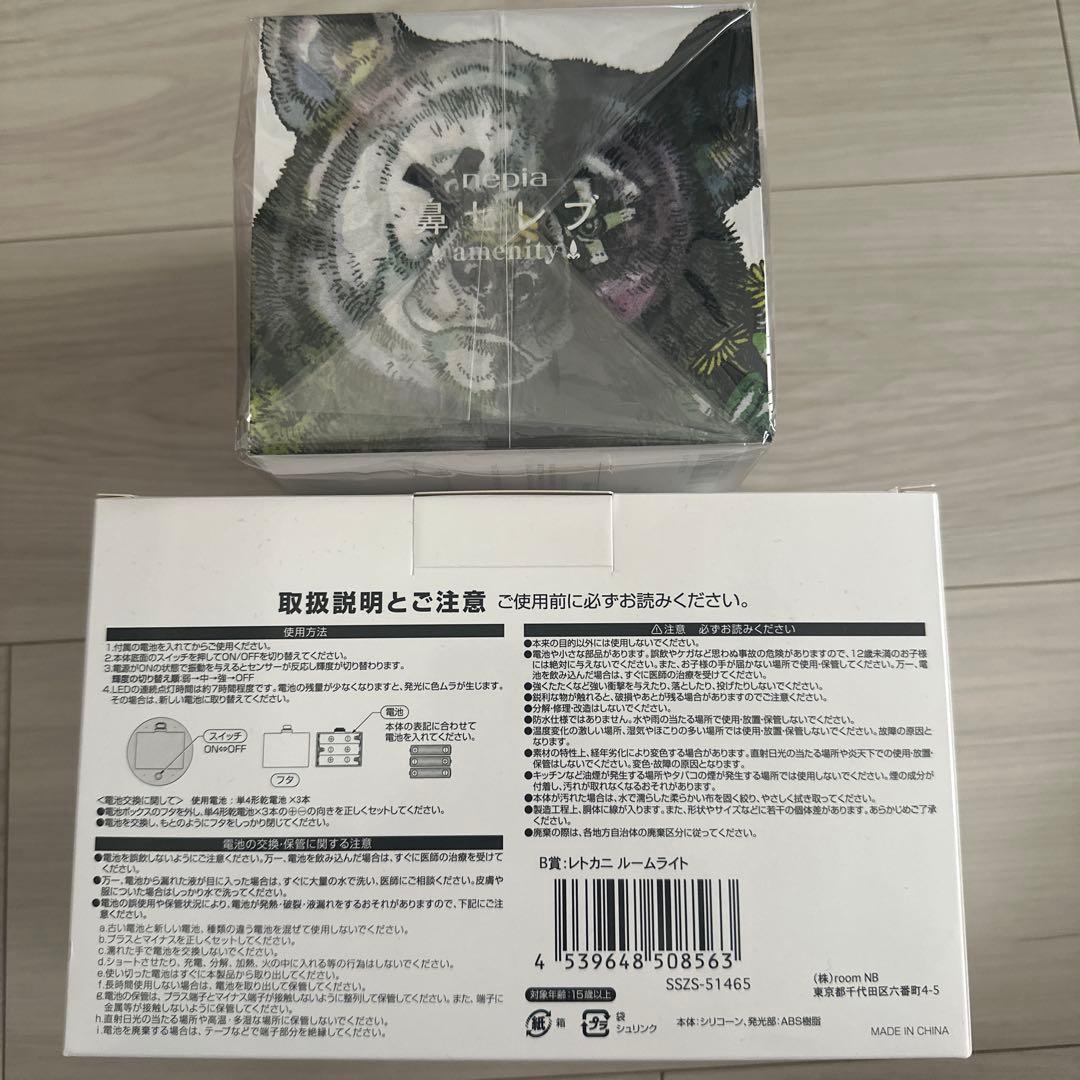 nepia
鼻セレブ
amenity
取扱説明とご注意 ご使用前に必ずお読みください。
使用方法
1.付属の電池を入れてからご使用ください。
2.本体底面のスイッチを押してON/OFFを切り替えてください。
3.電源がONの状態で振動を与えるとセンサーが反応し輝度が切り替わります。
輝度の切り替え順:弱→中→強→OFF
4.LEDの連続点灯時間は約7時間程度です。電池の残量が少なくなりますと、発光に色ムラが生じます。
その場合は、新しい電池に取り替えてください。
スイッチ
ON⇔OFF
フタ
電池
本体の表記に合わせて
電池を入れてください。
<電池交換に関して> 使用電池:単4形乾電池×3本
●電池ボックスのフタを外し、単4形乾電池×3本の⊕⊖の向きを正しくセットしてください。
●電池を交換し、もとのようにフタをしっかり閉じてください。
電池の交換・保管に関する注意
●電池を誤飲しないようにご注意ください。万一、電池を飲み込んだ場合は、すぐに医師の治療を受けて
ください。
●万一、電池から漏れた液が目に入った場合は、すぐに大量の水で洗い、医師にご相談ください。皮膚や
服についた場合はしっかり水で洗ってください。
●電池の誤使用や保管状況により、電池が発熱・破裂・液漏れをするおそれがありますので、下記にご注
意ください。
a.古い電池と新しい電池、種類の違う電池を混ぜて使用しないでください。
b.プラスとマイナスを正しくセットしてください。
c.濡れた手で電池を交換しないでください。
d.ショートさせたり、充電、分解、加熱、火の中に入れる等の行為はしないでください。
e.使い切った電池はすぐに本製品から取り出してください。
f.長時間使用しない場合は、電池を取り出して保管してください。
g.電池の保管は、プラス端子とマイナス端子が接触しないように整列して保管してください。また、端子に
金属等が接触しないように保管してください。
h.直射日光の当たる場所や高温・多湿な場所に保管しないでください。
i.電池を廃棄する場合は、テープなどで端子部分を絶縁してください。
⚠注意 必ずお読みください
●本来の目的以外には使用しないでください。
●電池や小さな部品があります。誤飲やケガなど思わぬ事故の危険がありますので、12歳未満のお子様
には絶対に与えないでください。また、お子様の手が届かない場所で使用・保管してください。万一、電
池を飲み込んだ場合は、すぐに医師の治療を受けてください。
●強くたたくなど強い衝撃を与えたり、落としたり、投げたりしないでください。
●鋭利な物が触れると、破損やあとが残る場合がありますのでご注意ください。
●分解・修理・改造はしないでください。
●防水仕様ではありません。水や雨の当たる場所で使用・放置・保管しないでください。
●温度変化の激しい場所、湿気やほこりの多い場所では使用・放置・保管しないでください。故障の原因と
なります。
●素材の特性上、経年劣化により変色する場合があります。直射日光の当たる場所や炎天下での使用・放置・
保管はしないでください。変色・故障の原因となります。
●キッチンなど油煙が発生する場所やタバコの煙が発生する場所では使用しないでください。煙の成分が
付着し、汚れが取れなくなるおそれがあります。
●本体が汚れた場合は、水で濡らした柔らかい布を固く絞り、やさしく拭き取ってください。
●製造工程上、胴体に線が入ります。また、形状やサイズなどに若干の個体差があります。あらかじめご了承
ください。
●廃棄の際は、各地方自治体の廃棄区分に従ってください。
B賞:レトカニ ルームライト
4 539648 508563
SSZS-51465
対象年齢:15歳以上
紙 箱
プラ 袋
シュリンク
本体:シリコーン、発光部:ABS樹脂
(株)room NB
東京都千代田区六番町4-5
MADE IN CHINA